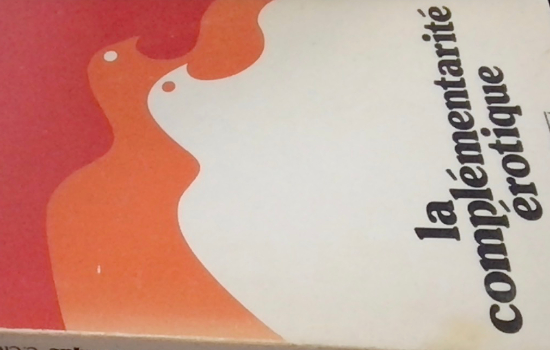 la
complémentarité
érotique